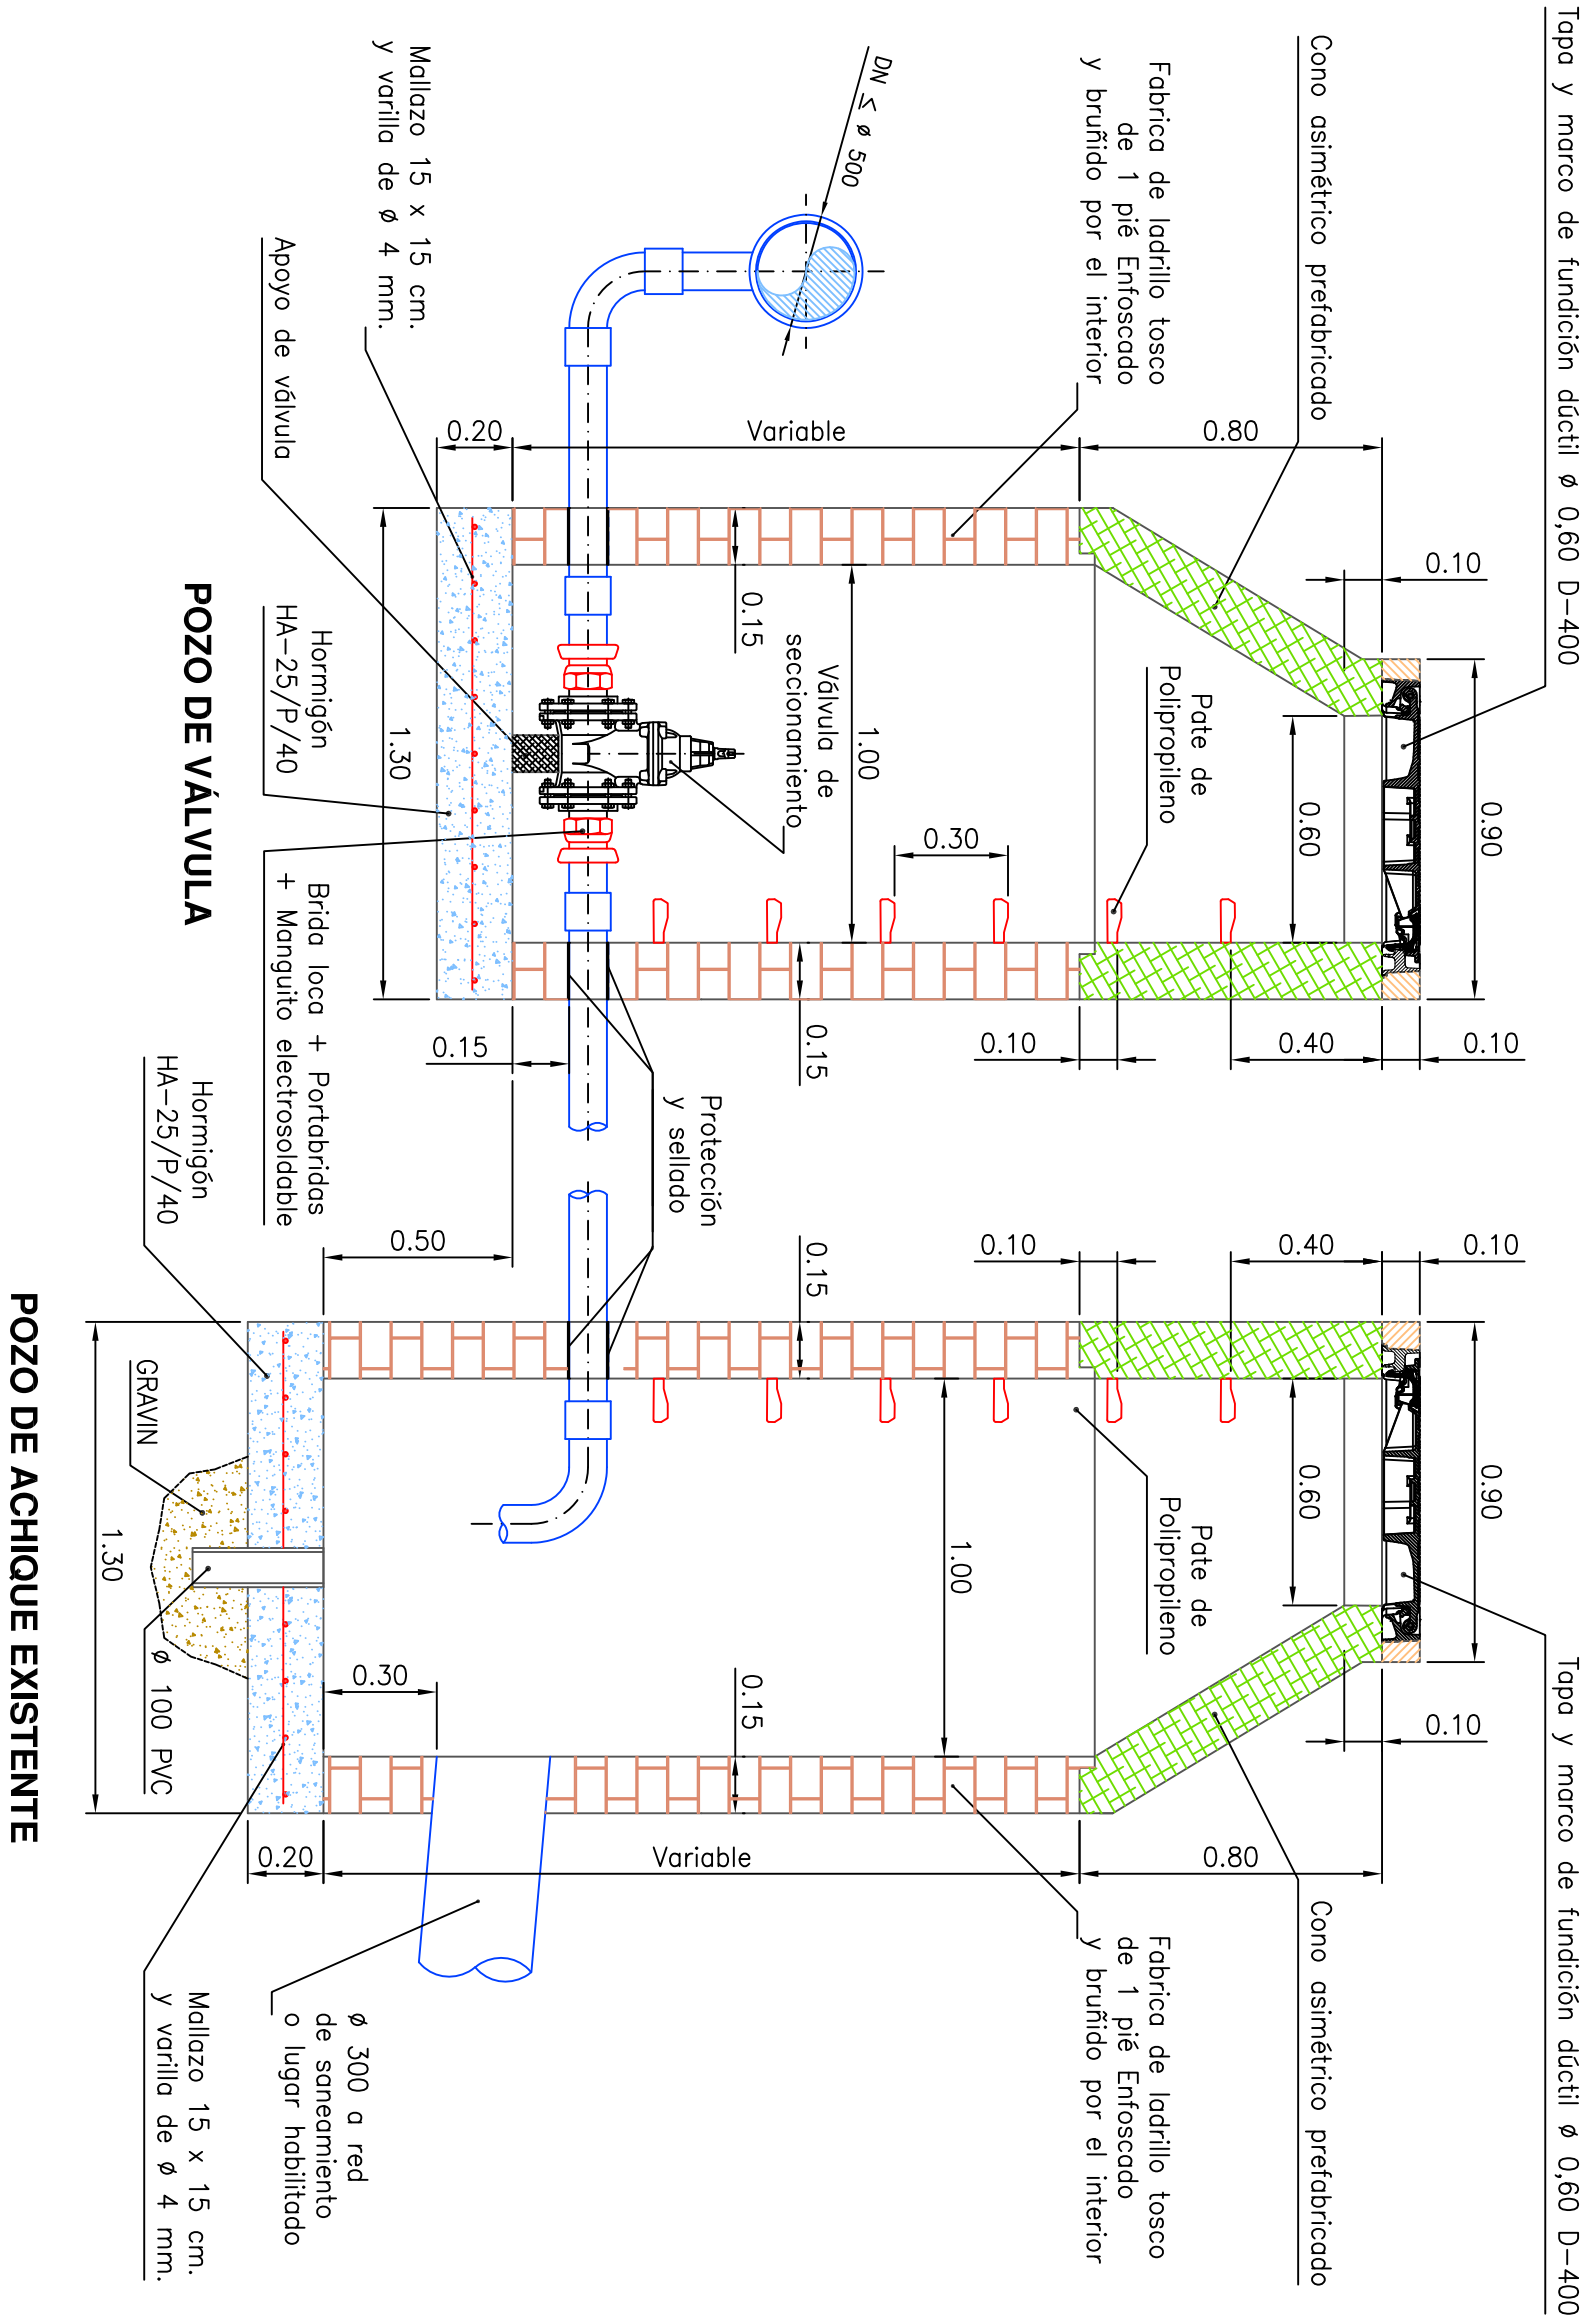 Tapa y marco de fundición dúctil ø 0,60 D-400
Cono asimétrico prefabricado
Fabrica de ladrillo tosco
de 1 pié Enfoscado
y bruñido por el interior
DN ≤ ø 500
Mallazo 15 x 15 cm.
y varilla de ø 4 mm.
Apoyo de válvula
0.10
0.80
Variable
0.20
0.90
0.60
Pate de
Polipropileno
0.15
1.00
Válvula de
seccionamiento
0.30
1.30
Hormigón
HA-25/P/40
Brida loca + Portabridas
+ Manguito electrosoldable
0.10
0.40
0.10
0.15
0.15
POZO DE VÁLVULA
Protección
y sellado
Hormigón
HA-25/P/40
0.10
0.40
0.10
0.15
0.50
0.90
0.60
Pate de
Polipropileno
1.00
GRAVIN
1.30
ø 100 PVC
0.10
0.15
0.30
0.80
Variable
0.20
Tapa y marco de fundición dúctil ø 0,60 D-400
Cono asimétrico prefabricado
Fabrica de ladrillo tosco
de 1 pié Enfoscado
y bruñido por el interior
ø 300 a red
de saneamiento
o lugar habilitado
Mallazo 15 x 15 cm.
y varilla de ø 4 mm.
POZO DE ACHIQUE EXISTENTE